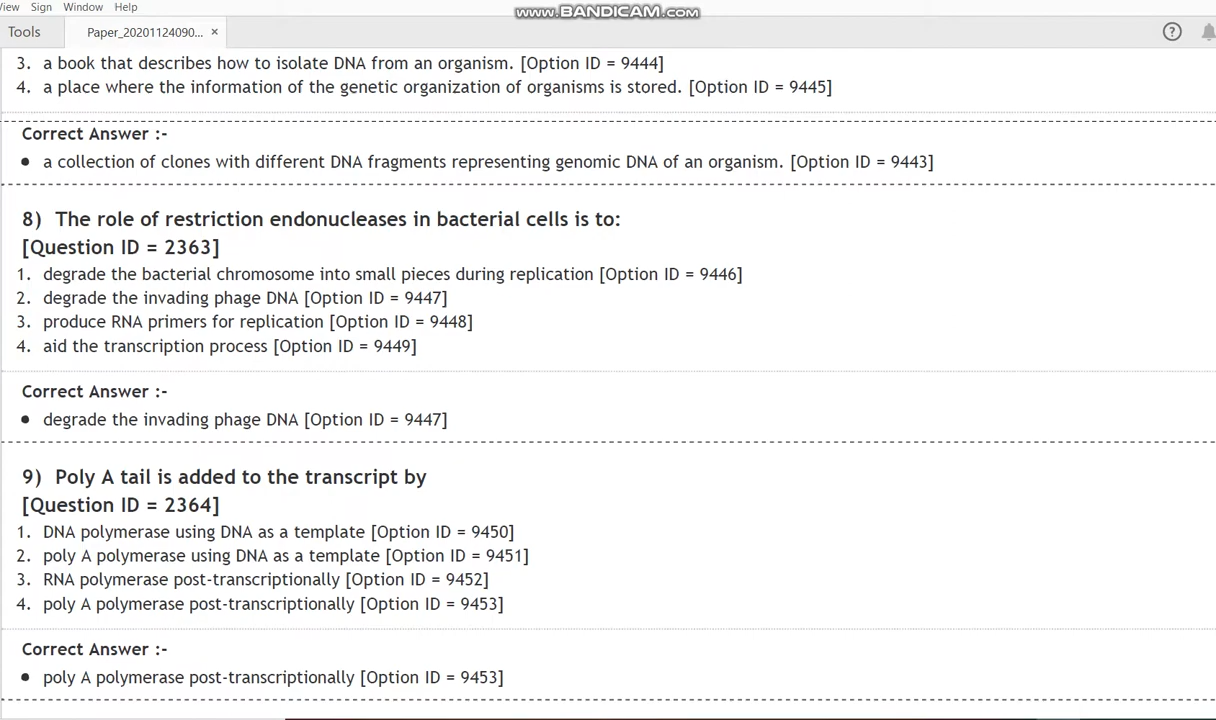 View Sign Window Help
www.BANDICAM.com
Tools
Paper_20201124090... ×
?
3. a book that describes how to isolate DNA from an organism. [Option ID = 9444]
4. a place where the information of the genetic organization of organisms is stored. [Option ID = 9445]
Correct Answer :-
• a collection of clones with different DNA fragments representing genomic DNA of an organism. [Option ID = 9443]
8) The role of restriction endonucleases in bacterial cells is to:
[Question ID = 2363]
1. degrade the bacterial chromosome into small pieces during replication [Option ID = 9446]
2. degrade the invading phage DNA [Option ID = 9447]
3. produce RNA primers for replication [Option ID = 9448]
4. aid the transcription process [Option ID = 9449]
Correct Answer :-
• degrade the invading phage DNA [Option ID = 9447]
9) Poly A tail is added to the transcript by
[Question ID = 2364]
1. DNA polymerase using DNA as a template [Option ID = 9450]
2. poly A polymerase using DNA as a template [Option ID = 9451]
3. RNA polymerase post-transcriptionally [Option ID = 9452]
4. poly A polymerase post-transcriptionally [Option ID = 9453]
Correct Answer :-
• poly A polymerase post-transcriptionally [Option ID = 9453]